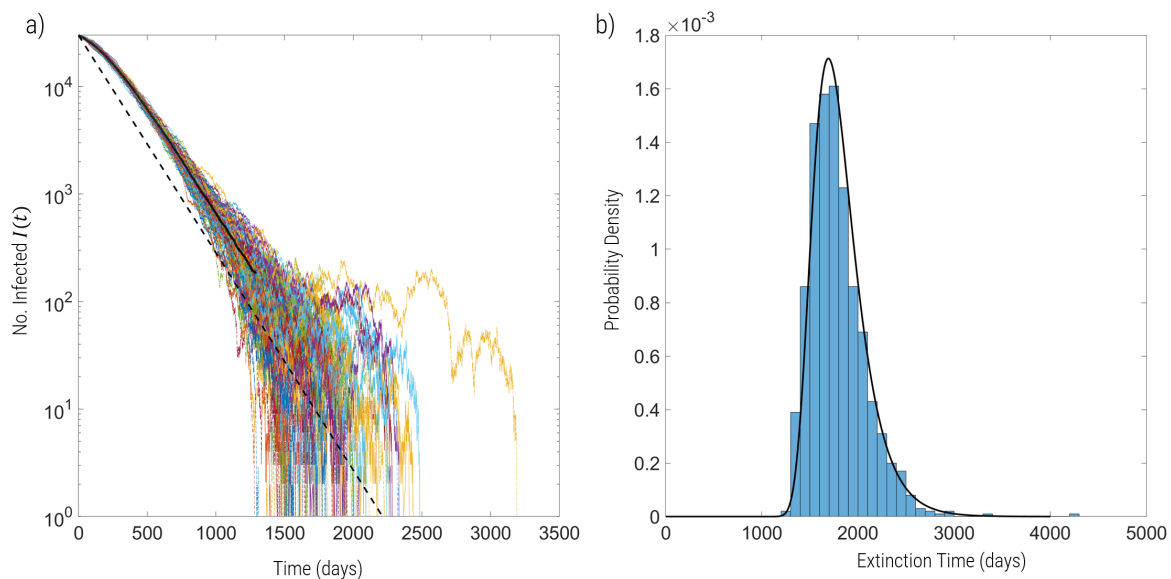 a)
10^4
10^3
10^2
10^1
10^0
No. Infected I(t)
0 500 1000 1500 2000 2500 3000 3500
Time (days)
b)
×10^-3
1.8
1.6
1.4
1.2
1
0.8
0.6
0.4
0.2
0
Probability Density
0 1000 2000 3000 4000 5000
Extinction Time (days)